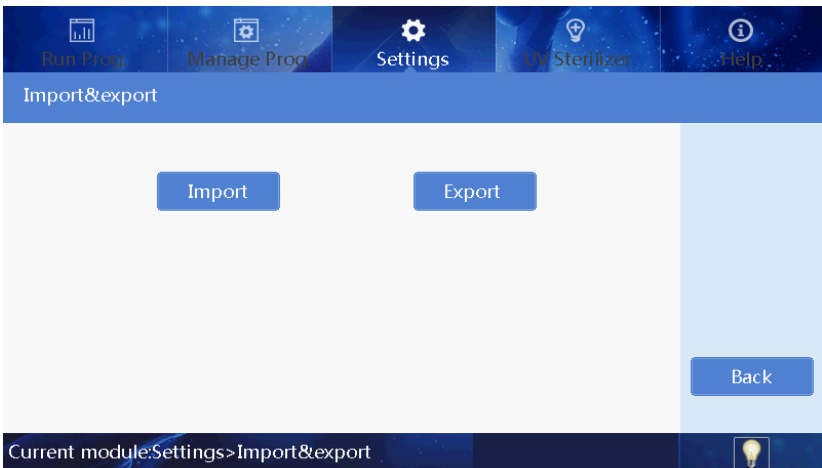 Run Prog.
Manage Prog.
Settings
UV Sterilizer
Help
Import&export
Import
Export
Back
Current module:Settings>Import&export